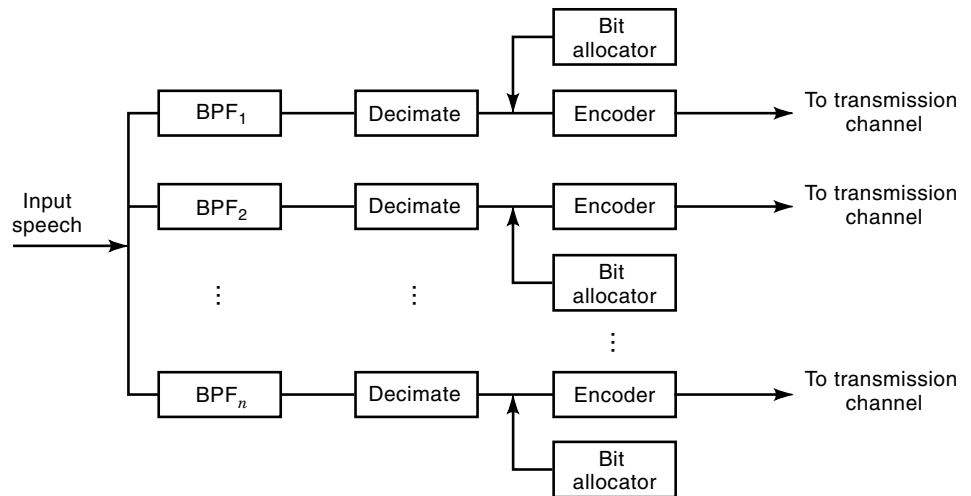 Bit
allocator
BPF₁
Decimate
Encoder
To transmission
channel
Input
speech
BPF₂
Decimate
Encoder
To transmission
channel
Bit
allocator
BPFₙ
Decimate
Encoder
To transmission
channel
Bit
allocator